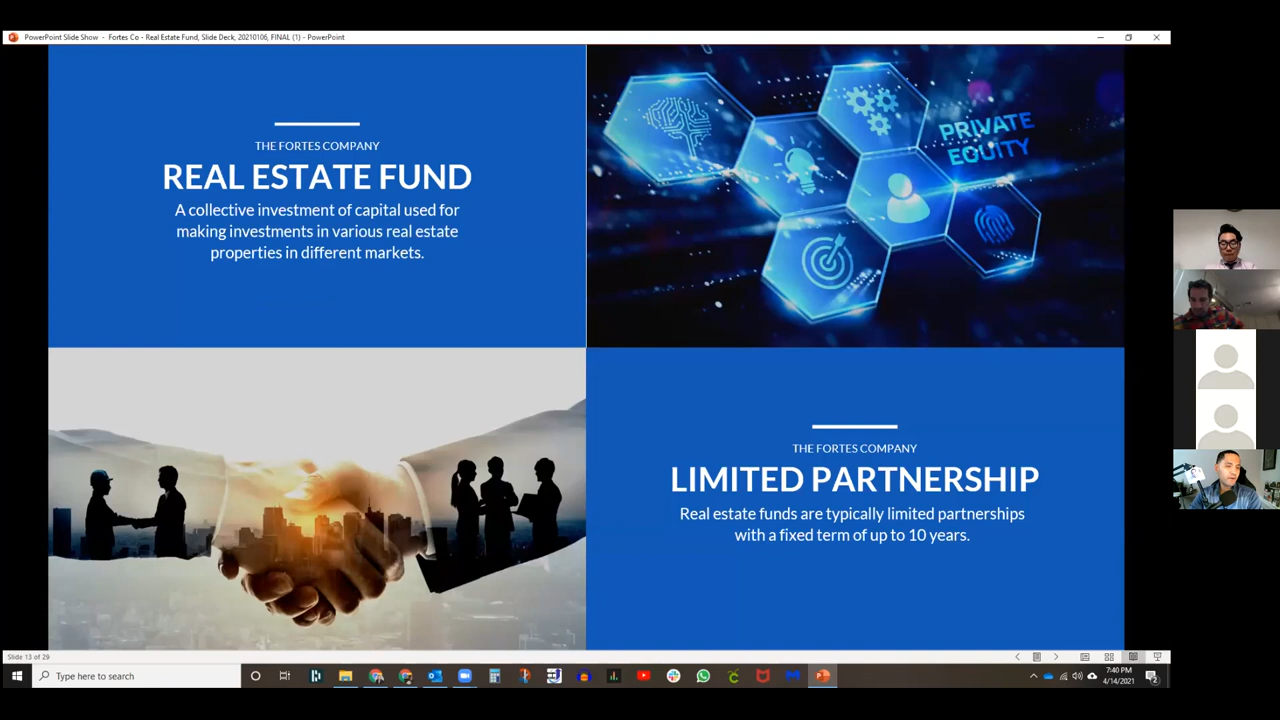 PowerPoint Slide Show - Fortes Co - Real Estate Fund, Slide Deck, 20210106, FINAL (1) - PowerPoint
THE FORTES COMPANY
REAL ESTATE FUND
A collective investment of capital used for
making investments in various real estate
properties in different markets.
PRIVATE
EQUITY
THE FORTES COMPANY
LIMITED PARTNERSHIP
Real estate funds are typically limited partnerships
with a fixed term of up to 10 years.
Slide 13 of 29
Type here to search
7:40 PM
4/14/2021
2